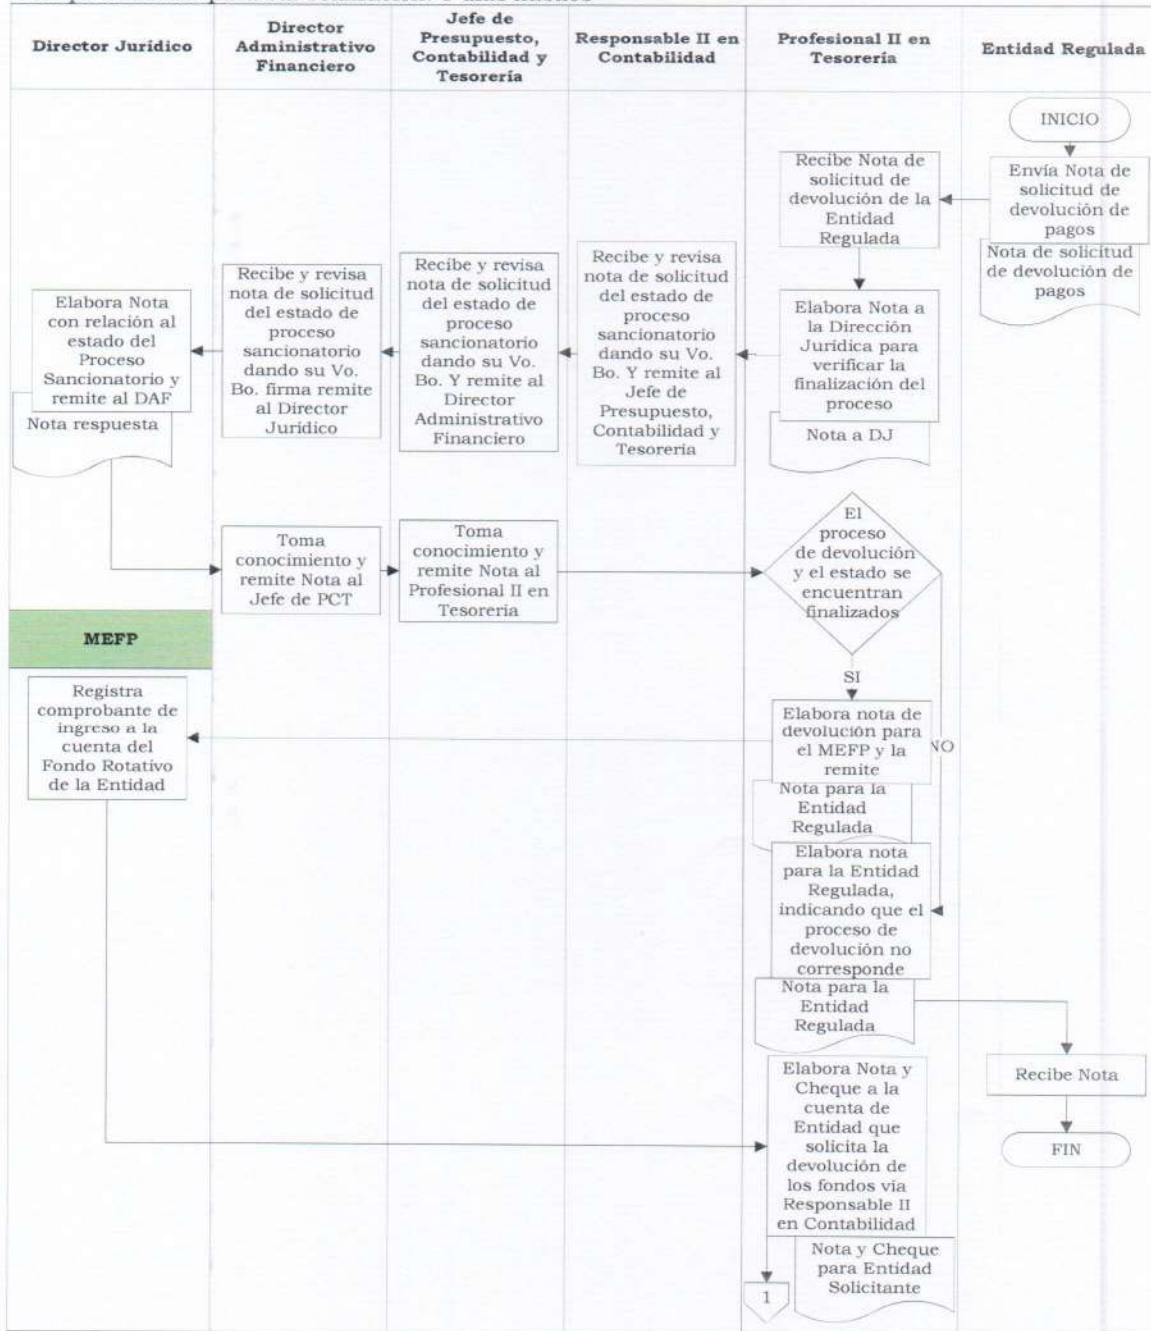 Director Jurídico
Director
Administrativo
Financiero
Jefe de
Presupuesto,
Contabilidad y
Tesorería
Responsable II en
Contabilidad
Profesional II en
Tesorería
Entidad Regulada
INICIO
Envía Nota de
solicitud de
devolución de
pagos
Nota de solicitud
de devolución de
pagos
Recibe Nota de
solicitud de
devolución de la
Entidad
Regulada
Elabora Nota a
la Dirección
Jurídica para
verificar la
finalización del
proceso
Nota a DJ
Recibe y revisa
nota de solicitud
del estado de
proceso
sancionatorio
dando su Vo.
Bo. Y remite al
Jefe de
Presupuesto,
Contabilidad y
Tesorería
Recibe y revisa
nota de solicitud
del estado de
proceso
sancionatorio
dando su Vo.
Bo. Y remite al
Director
Administrativo
Financiero
Recibe y revisa
nota de solicitud
del estado de
proceso
sancionatorio
dando su Vo.
Bo. firma remite
al Director
Jurídico
Elabora Nota
con relación al
estado del
Proceso
Sancionatorio y
remite al DAF
Nota respuesta
Toma
conocimiento y
remite Nota al
Jefe de PCT
Toma
conocimiento y
remite Nota al
Profesional II en
Tesorería
El
proceso
de devolución
y el estado se
encuentran
finalizados
SI
NO
Elabora nota de
devolución para
el MEFP y la
remite
Nota para la
Entidad
Regulada
MEFP
Registra
comprobante de
ingreso a la
cuenta del
Fondo Rotativo
de la Entidad
Elabora nota
para la Entidad
Regulada,
indicando que el
proceso de
devolución no
corresponde
Nota para la
Entidad
Regulada
Recibe Nota
FIN
Elabora Nota y
Cheque a la
cuenta de
Entidad que
solicita la
devolución de
los fondos via
Responsable II
en Contabilidad
Nota y Cheque
para Entidad
Solicitante
1